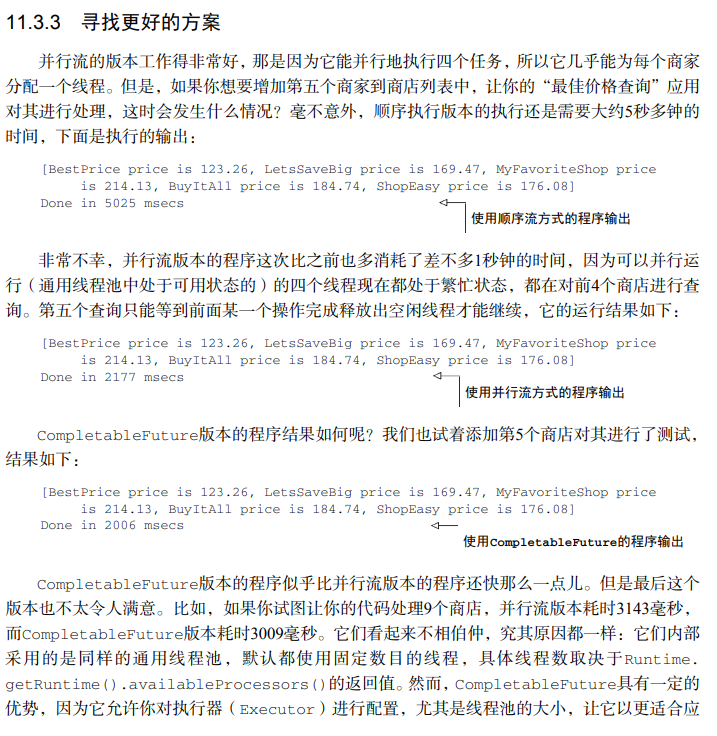 11.3.3 寻找更好的方案
并行流的版本工作得非常好，那是因为它能并行地执行四个任务，所以它几乎能为每个商家
分配一个线程。但是，如果你想要增加第五个商家到商店列表中，让你的“最佳价格查询”应用
对其进行处理，这时会发生什么情况？毫不意外，顺序执行版本的执行还是需要大约5秒多钟的
时间，下面是执行的输出：
[BestPrice price is 123.26, LetsSaveBig price is 169.47, MyFavoriteShop price
is 214.13, BuyItAll price is 184.74, ShopEasy price is 176.08]
Done in 5025 msecs
使用顺序流方式的程序输出
非常不幸，并行流版本的程序这次比之前也多消耗了差不多1秒钟的时间，因为可以并行运
行（通用线程池中处于可用状态的）的四个线程现在都处于繁忙状态，都在对前4个商店进行查
询。第五个查询只能等到前面某一个操作完成释放出空闲线程才能继续，它的运行结果如下：
[BestPrice price is 123.26, LetsSaveBig price is 169.47, MyFavoriteShop price
is 214.13, BuyItAll price is 184.74, ShopEasy price is 176.08]
Done in 2177 msecs
使用并行流方式的程序输出
CompletableFuture版本的程序结果如何呢？我们也试着添加第5个商店对其进行了测试，
结果如下：
[BestPrice price is 123.26, LetsSaveBig price is 169.47, MyFavoriteShop price
is 214.13, BuyItAll price is 184.74, ShopEasy price is 176.08]
Done in 2006 msecs
使用CompletableFuture的程序输出
CompletableFuture版本的程序似乎比并行流版本的程序还快那么一点儿。但是最后这个
版本也不太令人满意。比如，如果你试图让你的代码处理9个商店，并行流版本耗时3143毫秒，
而CompletableFuture版本耗时3009毫秒。它们看起来不相伯仲，究其原因都一样：它们内部
采用的是同样的通用线程池，默认都使用固定数目的线程，具体线程数取决于Runtime.
getRuntime().availableProcessors()的返回值。然而，CompletableFuture具有一定的
优势，因为它允许你对执行器（Executor）进行配置，尤其是线程池的大小，让它以更适合应